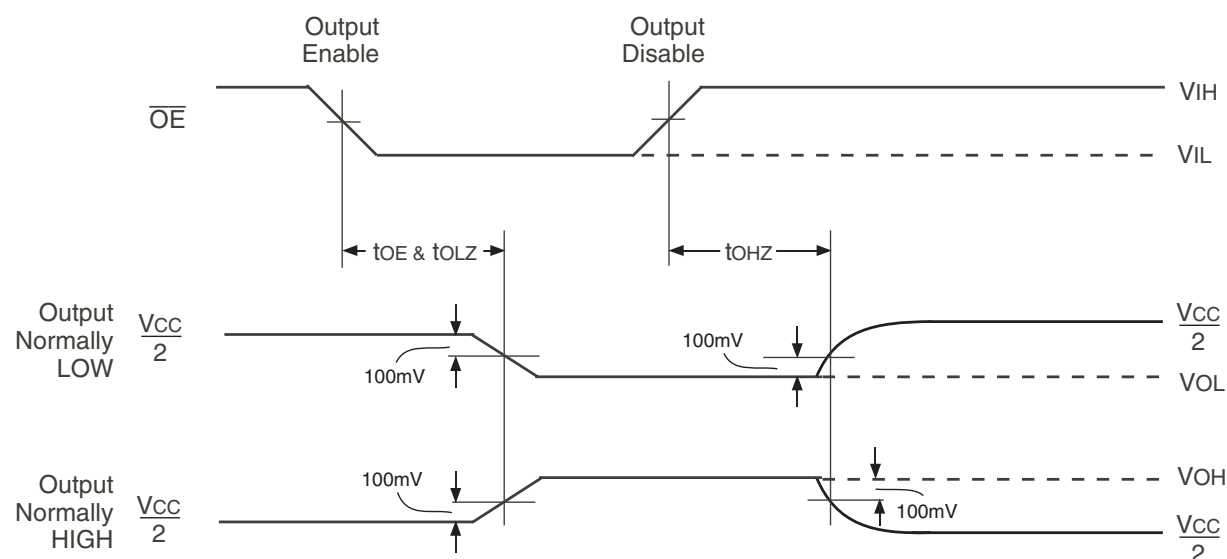 Output
Enable
Output
Disable
OE
VIH
VIL
tOE & tOLZ
tOHZ
Output
Normally
LOW
VCC
2
100mV
100mV
VCC
2
VOL
Output
Normally
HIGH
VCC
2
100mV
100mV
VOH
VCC
2